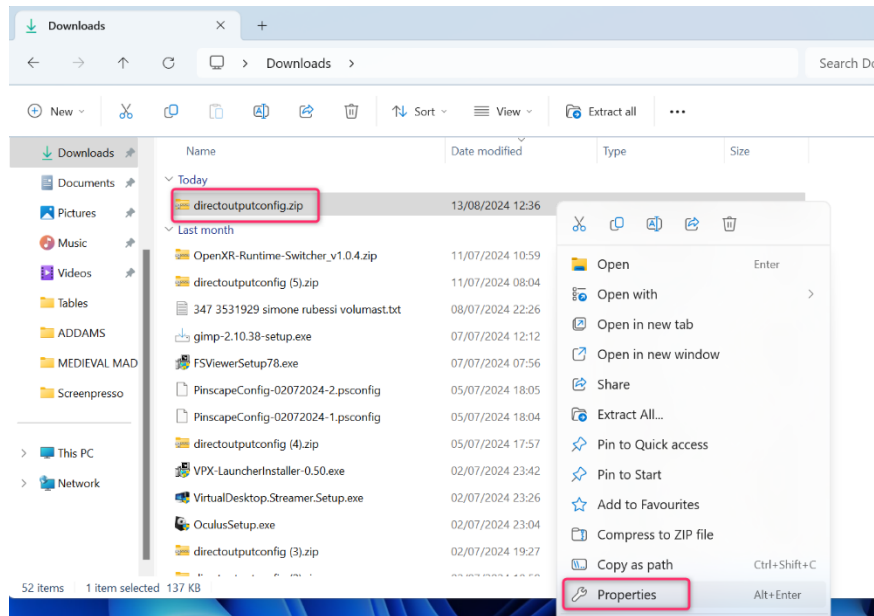 Downloads
Downloads
Search Do
New
Sort
View
Extract all
Downloads
Documents
Pictures
Music
Videos
Tables
ADDAMS
MEDIEVAL MAD
Screenpresso
This PC
Network
Name Date modified Type Size
Today
directoutputconfig.zip 13/08/2024 12:36
Last month
OpenXR-Runtime-Switcher_v1.0.4.zip 11/07/2024 10:59
directoutputconfig (5).zip 11/07/2024 08:04
347 3531929 simone rubessi volumast.txt 08/07/2024 22:26
gimp-2.10.38-setup.exe 07/07/2024 12:12
FSViewerSetup78.exe 07/07/2024 07:56
PinscapeConfig-02072024-2.psconfig 05/07/2024 18:05
PinscapeConfig-02072024-1.psconfig 05/07/2024 18:04
directoutputconfig (4).zip 05/07/2024 17:57
VPX-LauncherInstaller-0.50.exe 02/07/2024 23:42
VirtualDesktop.Streamer.Setup.exe 02/07/2024 23:26
OculusSetup.exe 02/07/2024 23:04
directoutputconfig (3).zip 02/07/2024 19:27
Open Enter
Open with
Open in new tab
Open in new window
Share
Extract All...
Pin to Quick access
Pin to Start
Add to Favourites
Compress to ZIP file
Copy as path Ctrl+Shift+C
Properties Alt+Enter
52 items 1 item selected 137 KB